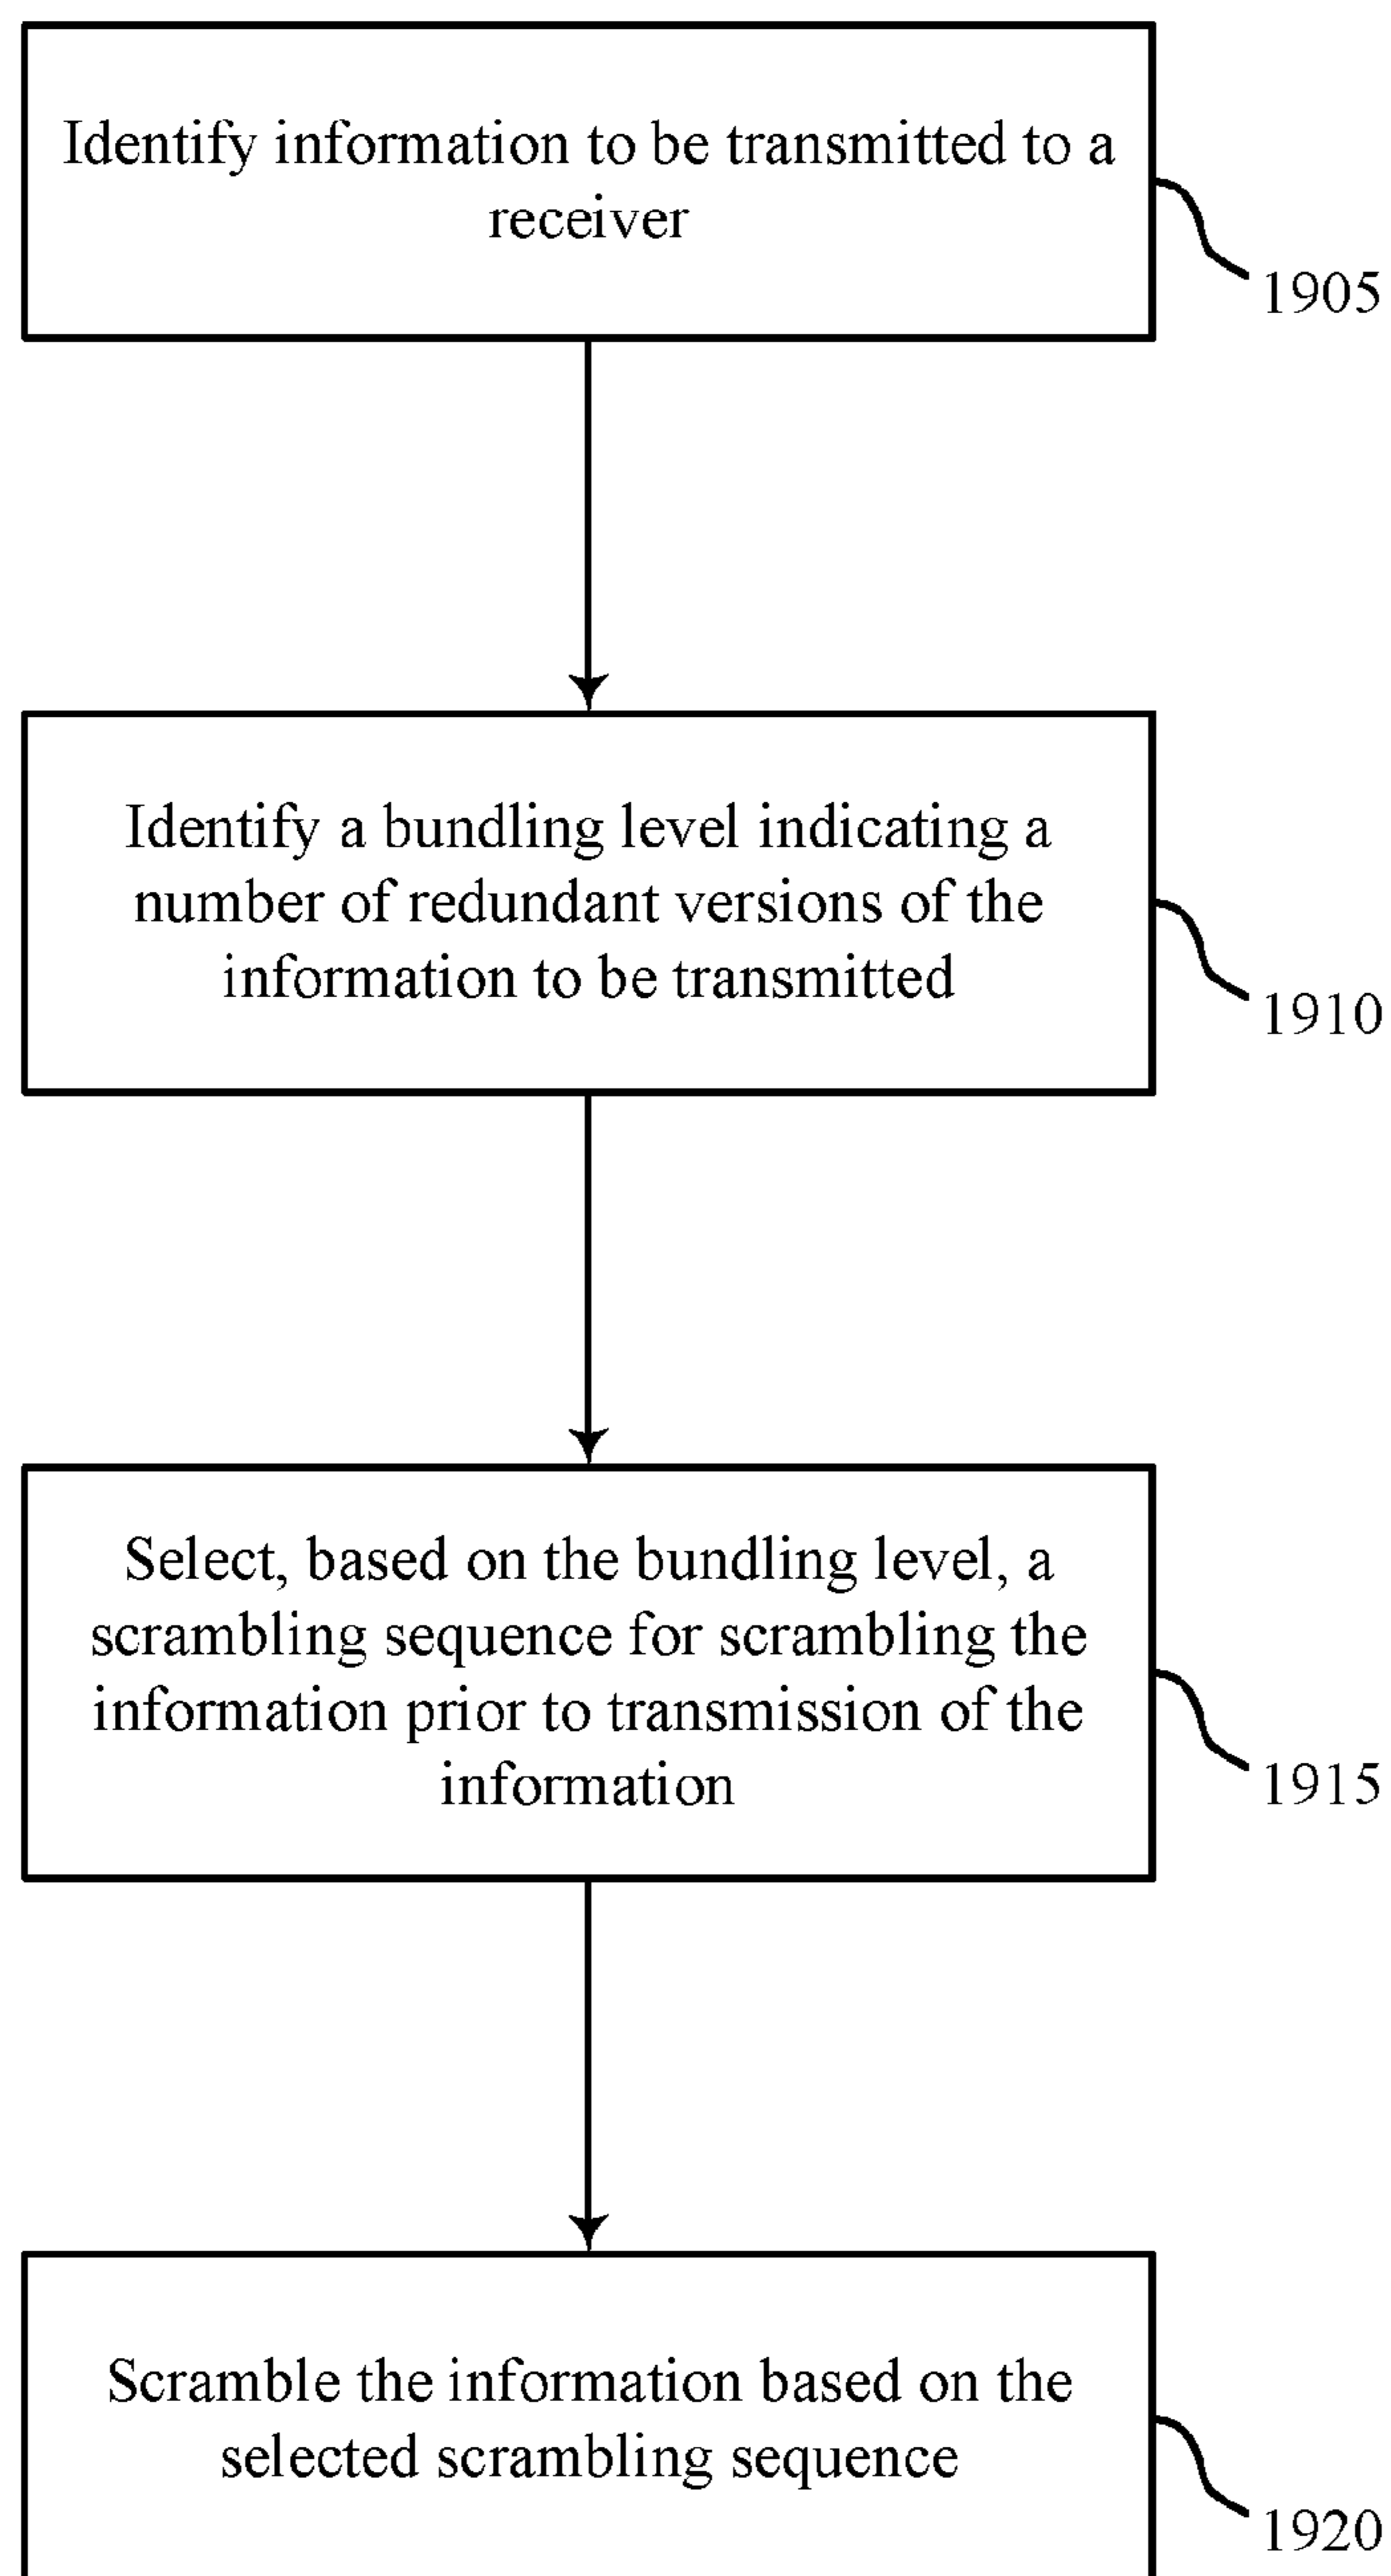 Identify information to be transmitted to a
receiver
1905
Identify a bundling level indicating a
number of redundant versions of the
information to be transmitted
1910
Select, based on the bundling level, a
scrambling sequence for scrambling the
information prior to transmission of the
information
1915
Scramble the information based on the
selected scrambling sequence
1920